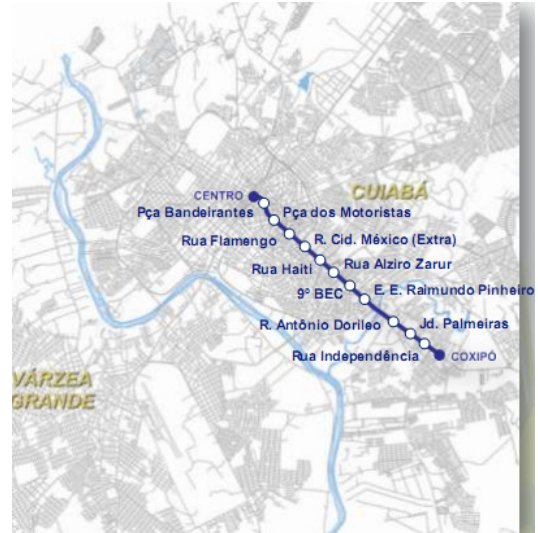 CENTRO
CUIABÁ
Pça Bandeirantes
Pça dos Motoristas
Rua Flamengo
R. Cid. México (Extra)
Rua Haiti
Rua Alziro Zarur
9º BEC
E. E. Raimundo Pinheiro
R. Antônio Dorileo
Jd. Palmeiras
Rua Independência
COXIPÓ
VÁRZEA
GRANDE